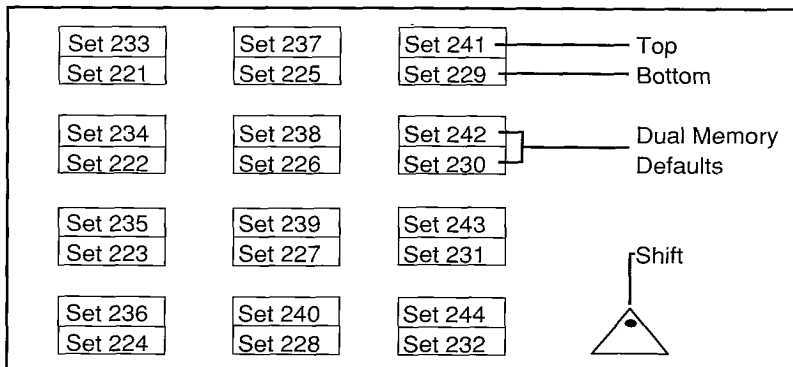 Set 233 Set 237 Set 241 Top
Set 221 Set 225 Set 229 Bottom
Set 234 Set 238 Set 242 Dual Memory
Set 222 Set 226 Set 230 Defaults
Set 235 Set 239 Set 243
Set 223 Set 227 Set 231 Shift
Set 236 Set 240 Set 244
Set 224 Set 228 Set 232